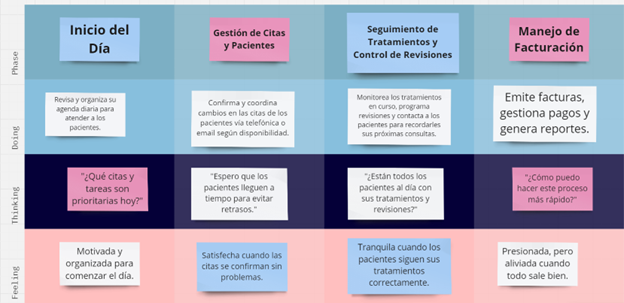 Phase
Inicio del
Día
Gestión de Citas
y Pacientes
Seguimiento de
Tratamientos y
Control de Revisiones
Manejo de
Facturación
Doing
Revisa y organiza su
agenda diaria para
atender a los
pacientes.
Confirma y coordina
cambios en las citas de los
pacientes vía telefónica o
email según disponibilidad.
Monitorea los tratamientos
en curso, programa
revisiones y contacta a los
pacientes para recordarles
sus próximas consultas.
Emite facturas,
gestiona pagos y
genera reportes.
Thinking
"¿Qué citas y
tareas son
prioritarias hoy?"
"Espero que los
pacientes lleguen a
tiempo para evitar
retrasos."
"¿Están todos los
pacientes al día con
sus tratamientos y
revisiones?"
"¿Cómo puedo
hacer este proceso
más rápido?"
Feeling
Motivada y
organizada para
comenzar el día.
Satisfecha cuando las
citas se confirman sin
problemas.
Tranquila cuando los
pacientes siguen sus
tratamientos
correctamente.
Presionada, pero
aliviada cuando
todo sale bien.